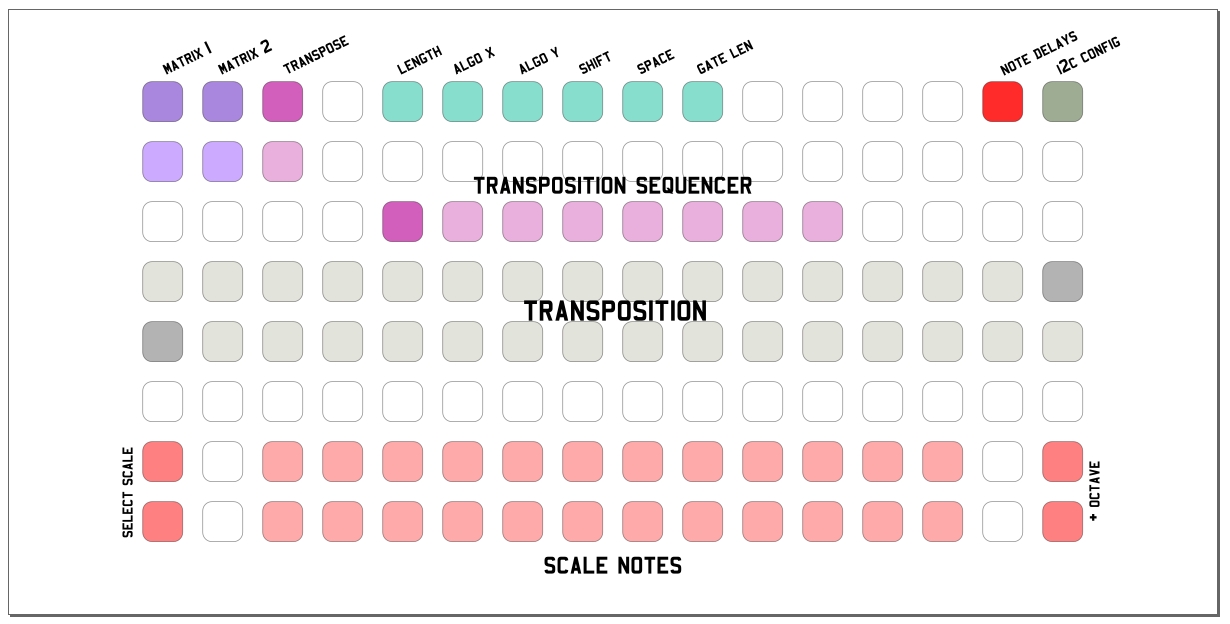 MATRIX 1
MATRIX 2
TRANSPOSE
LENGTH
ALGO X
ALGO Y
SHIFT
SPACE
GATE LEN
NOTE DELAYS
I2C CONFIG
TRANSPOSITION SEQUENCER
TRANSPOSITION
SELECT SCALE
+ OCTAVE
SCALE NOTES